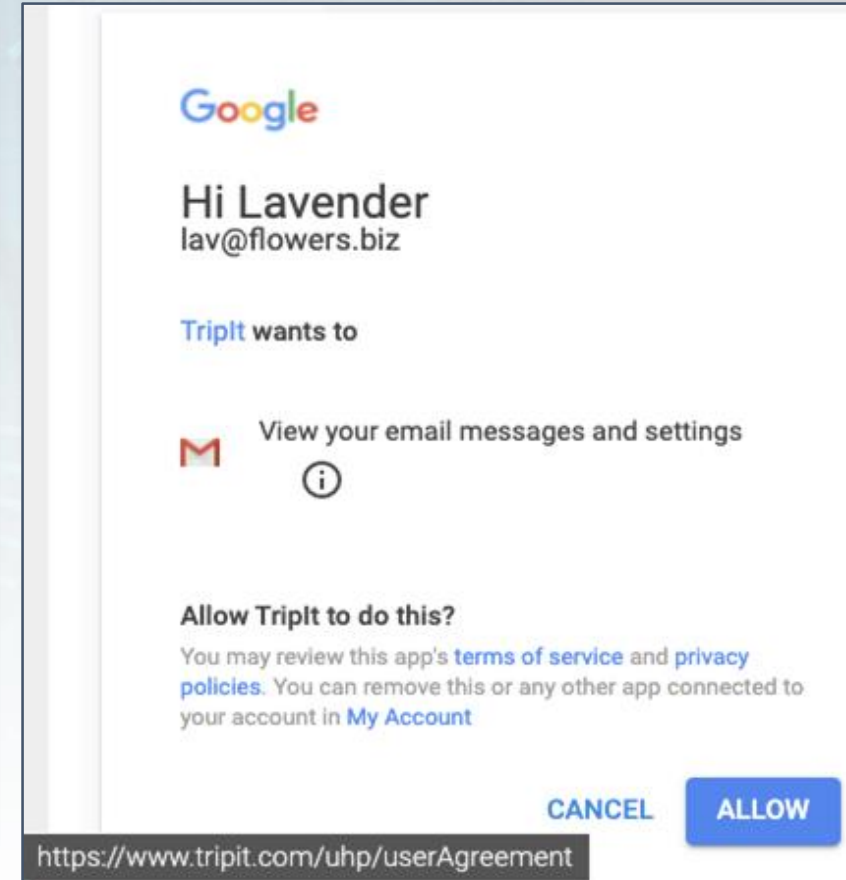 Google
Hi Lavender
lav@flowers.biz
TripIt wants to
View your email messages and settings
Allow TripIt to do this?
You may review this app's terms of service and privacy
policies. You can remove this or any other app connected to
your account in My Account
CANCEL ALLOW
https://www.tripit.com/uhp/userAgreement